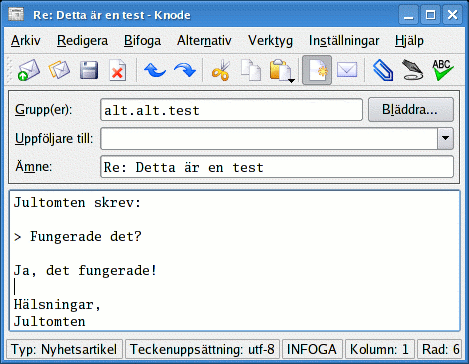 Re: Detta är en test - Knode
Arkiv Redigera Bifoga Alternativ Verktyg Inställningar Hjälp
ABC
Grupp(er): alt.alt.test Bläddra...
Uppföljare till:
Ämne: Re: Detta är en test
Jultomten skrev:
> Fungerade det?
Ja, det fungerade!
Hälsningar,
Jultomten
Typ: Nyhetsartikel Teckenuppsättning: utf-8 INFOGA Kolumn: 1 Rad: 6